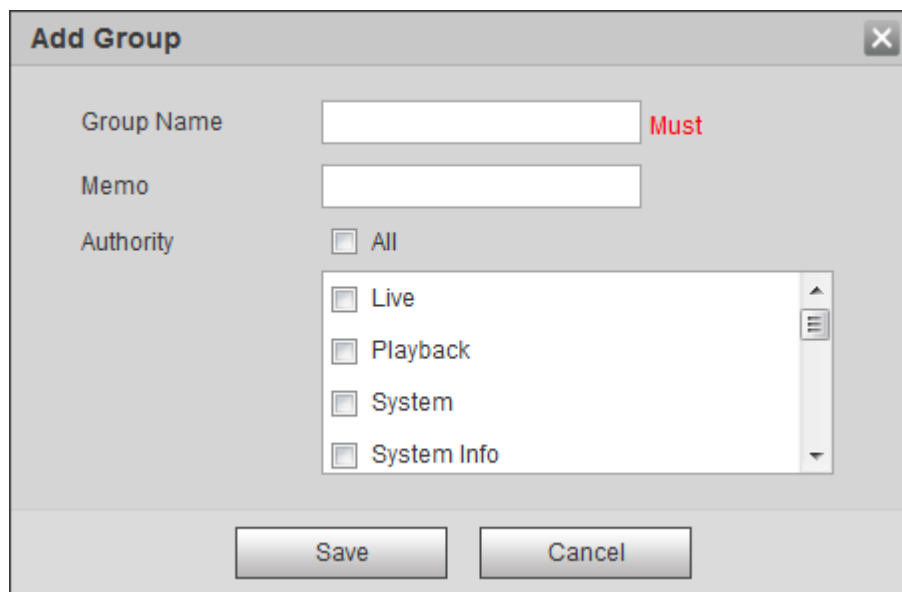 Add Group
Group Name Must
Memo
Authority All
Live
Playback
System
System Info
Save Cancel